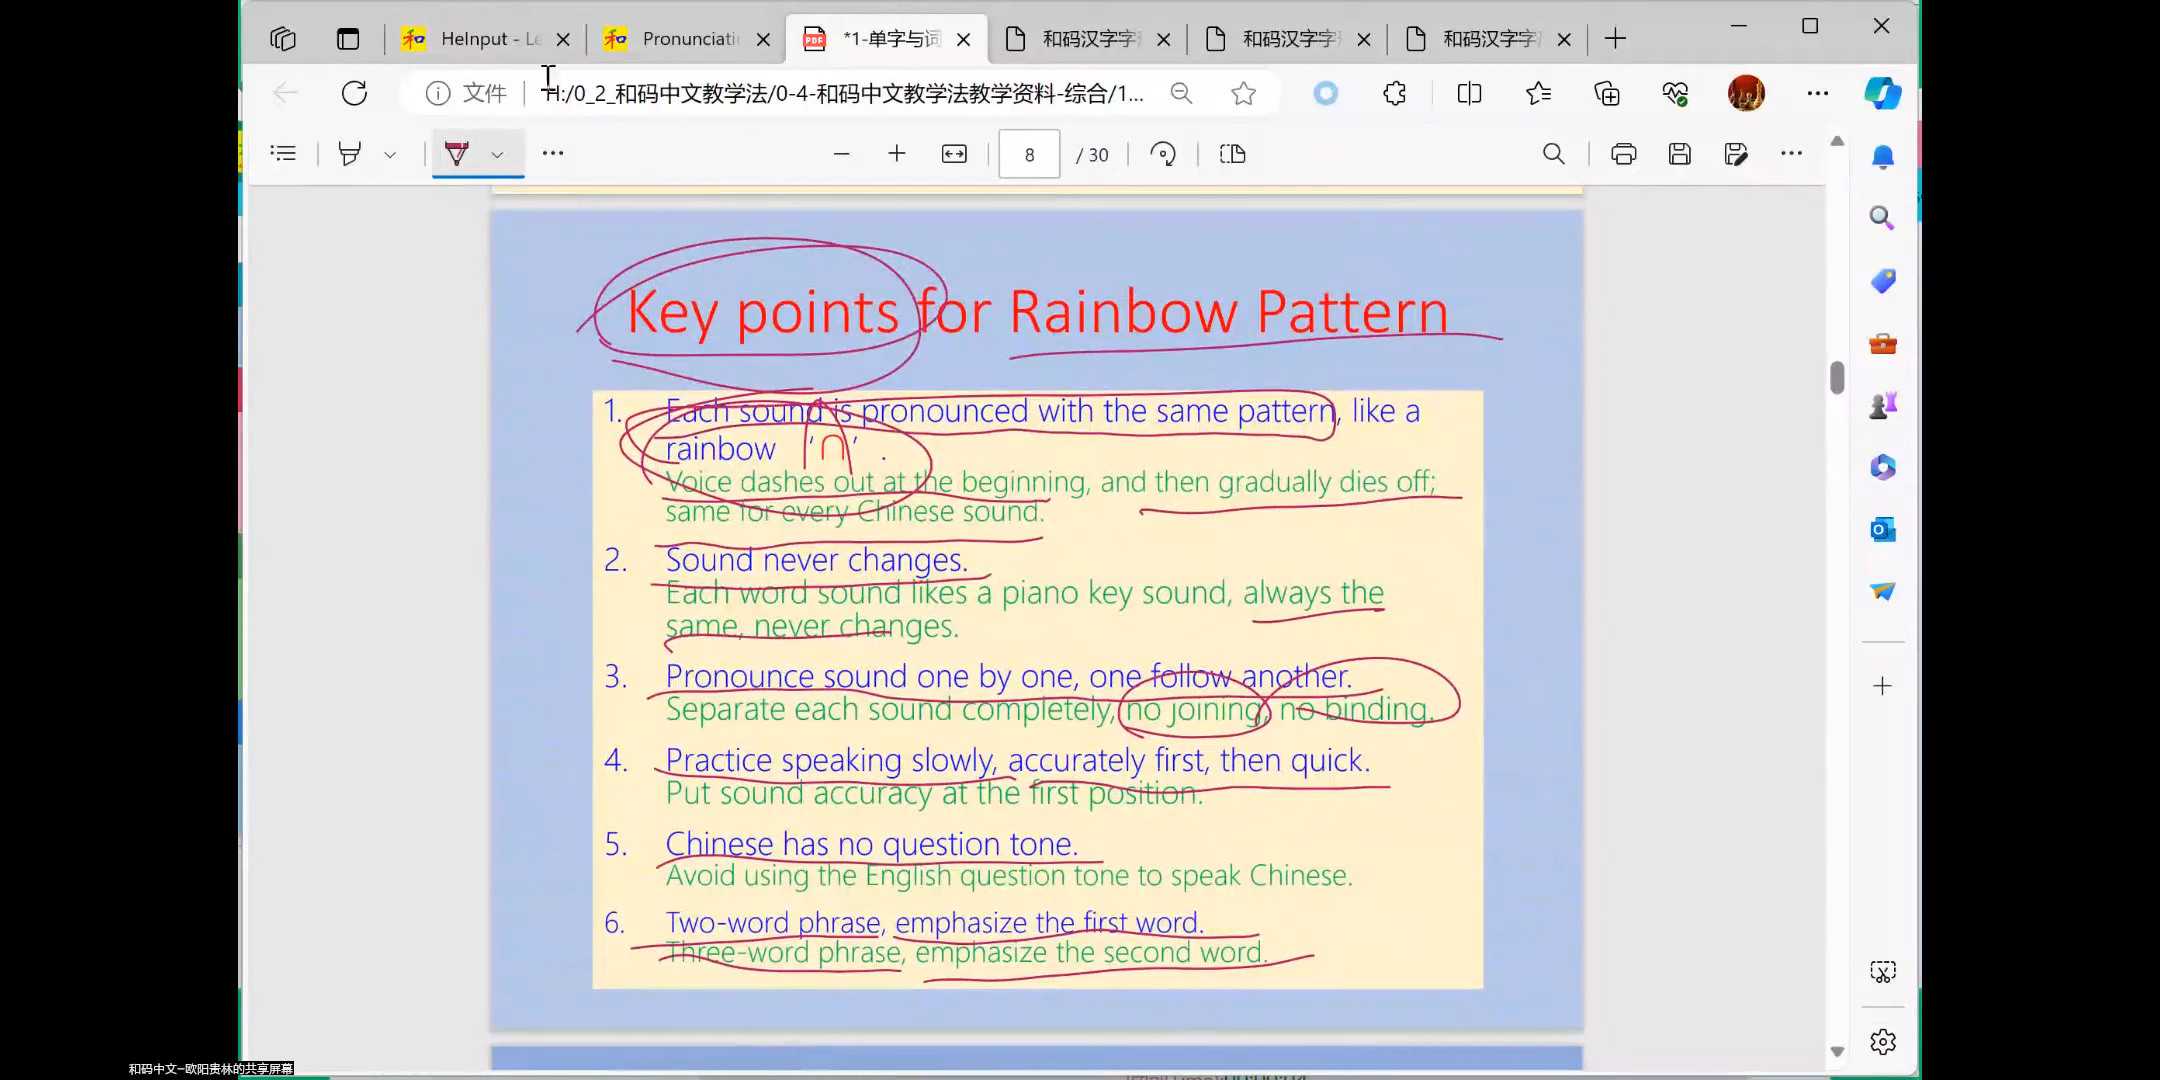 HeInput - Le
Pronunciati
*1-单字与词
和码汉字字
和码汉字字
和码汉字字
文件
H:/0_2_和码中文教学法/0-4-和码中文教学法教学资料-综合/1...
8
/ 30
Key points for Rainbow Pattern
1. Each sound is pronounced with the same pattern, like a
rainbow ‘∩’ .
Voice dashes out at the beginning, and then gradually dies off;
same for every Chinese sound.
2. Sound never changes.
Each word sound likes a piano key sound, always the
same, never changes.
3. Pronounce sound one by one, one follow another.
Separate each sound completely, no joining, no binding.
4. Practice speaking slowly, accurately first, then quick.
Put sound accuracy at the first position.
5. Chinese has no question tone.
Avoid using the English question tone to speak Chinese.
6. Two-word phrase, emphasize the first word.
Three-word phrase, emphasize the second word.
和码中文–欧阳贵林的共享屏幕